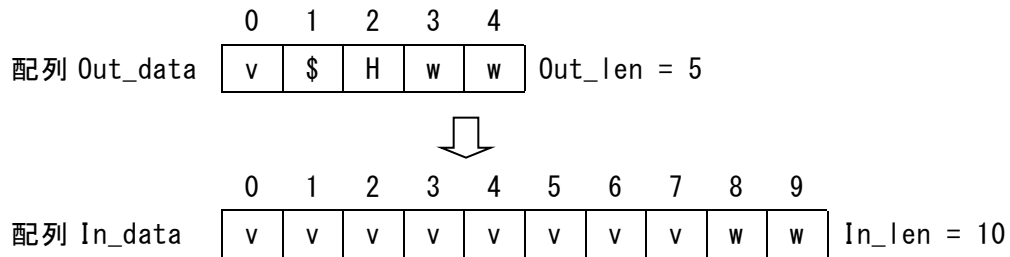 0 1 2 3 4
配列 Out_data v $ H w w Out_len = 5
0 1 2 3 4 5 6 7 8 9
配列 In_data v v v v v v v v w w In_len = 10